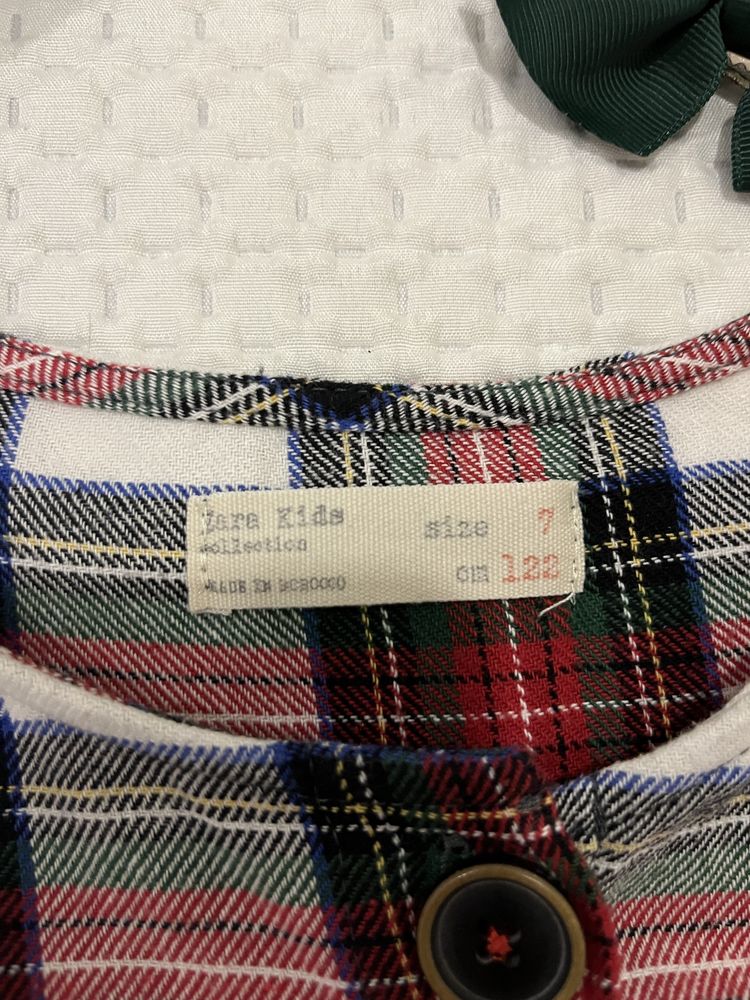 Zara Kids size 7
collection
MADE IN MOROCCO cm 122